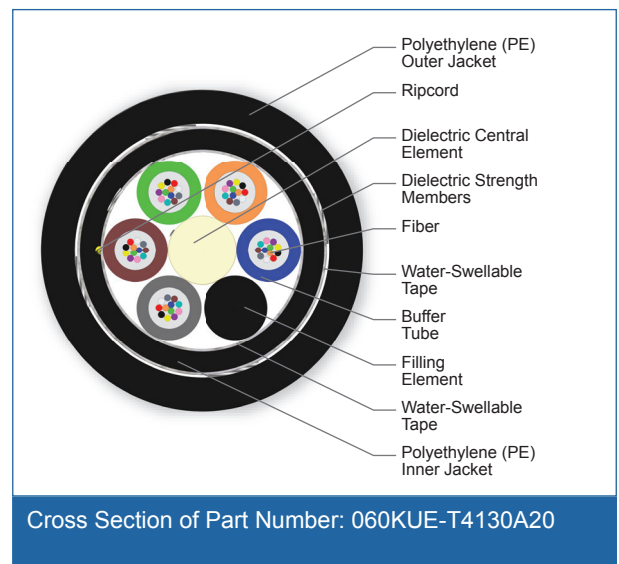 Polyethylene (PE)
Outer Jacket
Ripcord
Dielectric Central
Element
Dielectric Strength
Members
Fiber
Water-Swellable
Tape
Buffer
Tube
Filling
Element
Water-Swellable
Tape
Polyethylene (PE)
Inner Jacket
Cross Section of Part Number: 060KUE-T4130A20